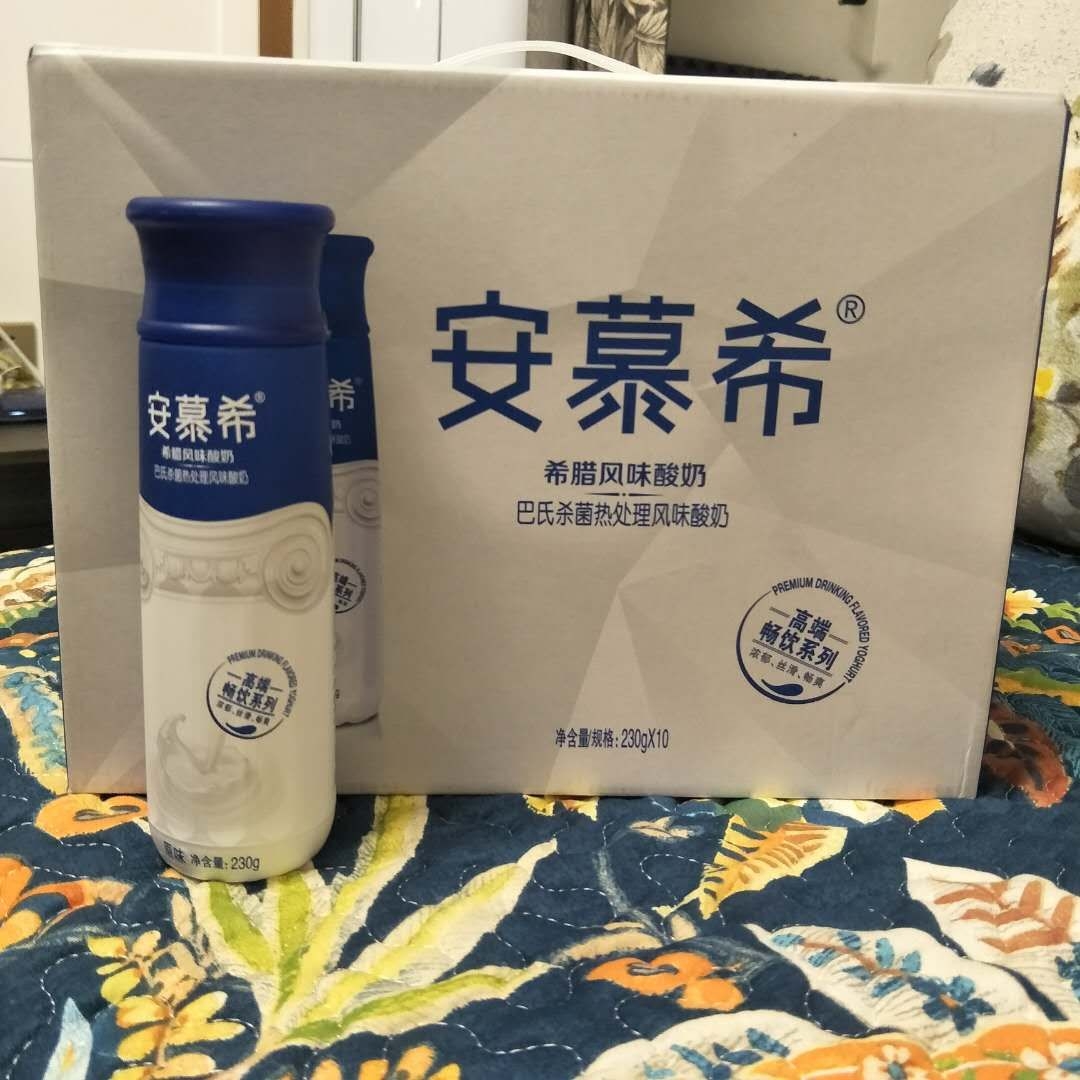 安慕希®
希腊风味酸奶
巴氏杀菌热处理风味酸奶
PREMIUM DRINKING FLAVORED YOGHURT
高端
畅饮系列
浓郁、丝滑、畅爽
净含量/规格：230gX10
安慕希®
希腊风味酸奶
巴氏杀菌热处理风味酸奶
PREMIUM DRINKING FLAVORED YOGHURT
高端
畅饮系列
浓郁、丝滑、畅爽
原味 净含量：230g
希